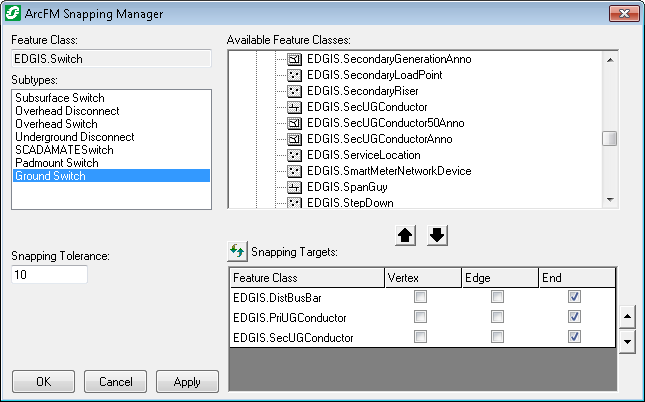 ArcFM Snapping Manager
Feature Class:
EDGIS.Switch
Subtypes:
Subsurface Switch
Overhead Disconnect
Overhead Switch
Underground Disconnect
SCADAMATESwitch
Padmount Switch
Ground Switch
Available Feature Classes:
EDGIS.SecondaryGenerationAnno
EDGIS.SecondaryLoadPoint
EDGIS.SecondaryRiser
EDGIS.SecUGConductor
EDGIS.SecUGConductor50Anno
EDGIS.SecUGConductorAnno
EDGIS.ServiceLocation
EDGIS.SmartMeterNetworkDevice
EDGIS.SpanGuy
EDGIS.StepDown
Snapping Tolerance:
10
Snapping Targets:
Feature Class Vertex Edge End
EDGIS.DistBusBar
EDGIS.PriUGConductor
EDGIS.SecUGConductor
OK Cancel Apply